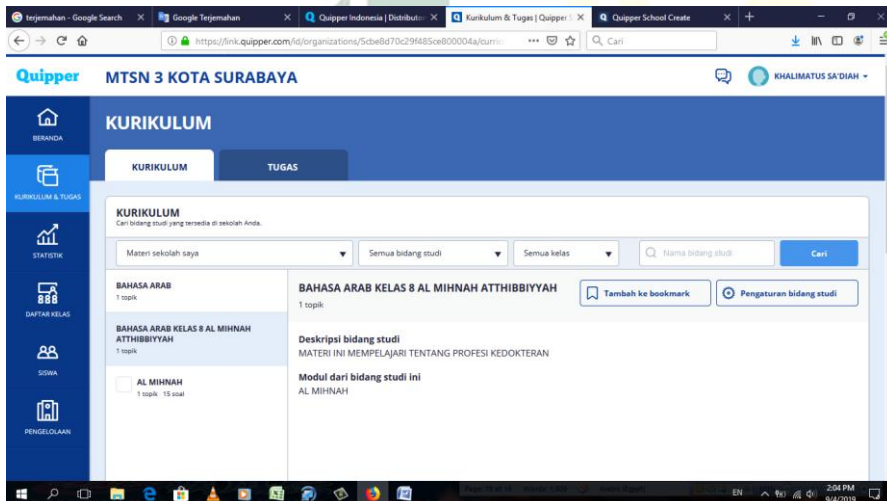 terjemahan - Google Search
Google Terjemahan
Quipper Indonesia | Distributor
Kurikulum & Tugas | Quipper S
Quipper School Create
https://link.quipper.com/id/organizations/5cbe8d70c29f485ce800004a/curric
Cari
Quipper
MTSN 3 KOTA SURABAYA
KHALIMATUS SA'DIAH
BERANDA
KURIKULUM & TUGAS
STATISTIK
DAFTAR KELAS
SISWA
PENGELOLAAN
KURIKULUM
KURIKULUM
TUGAS
KURIKULUM
Cari bidang studi yang tersedia di sekolah Anda.
Materi sekolah saya
Semua bidang studi
Semua kelas
Nama bidang studi
Cari
BAHASA ARAB
1 topik
BAHASA ARAB KELAS 8 AL MIHNAH
ATTHIBBIYYAH
1 topik
AL MIHNAH
1 topik 15 soal
BAHASA ARAB KELAS 8 AL MIHNAH ATTHIBBIYYAH
1 topik
Tambah ke bookmark
Pengaturan bidang studi
Deskripsi bidang studi
MATERI INI MEMPELAJARI TENTANG PROFESI KEDOKTERAN
Modul dari bidang studi ini
AL MIHNAH
EN
2:04 PM
9/4/2019